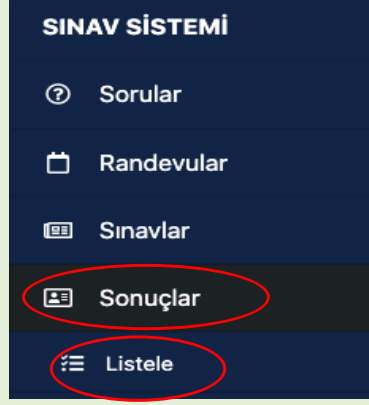 SINAV SİSTEMİ
Sorular
Randevular
Sınavlar
Sonuçlar
Listele